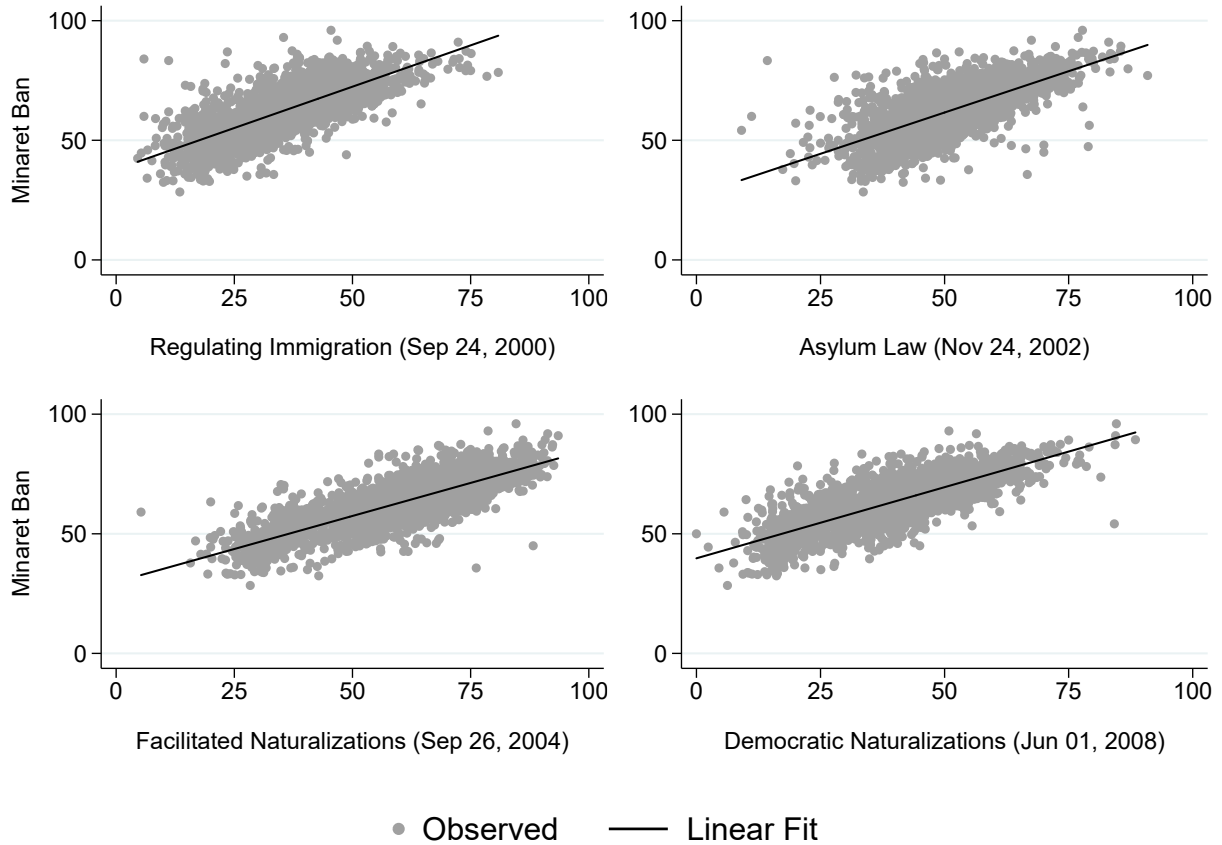 100
50
0
Minaret Ban
0 25 50 75 100
Regulating Immigration (Sep 24, 2000)
100
50
0
0 25 50 75 100
Asylum Law (Nov 24, 2002)
100
50
0
Minaret Ban
0 25 50 75 100
Facilitated Naturalizations (Sep 26, 2004)
100
50
0
0 25 50 75 100
Democratic Naturalizations (Jun 01, 2008)
Observed Linear Fit